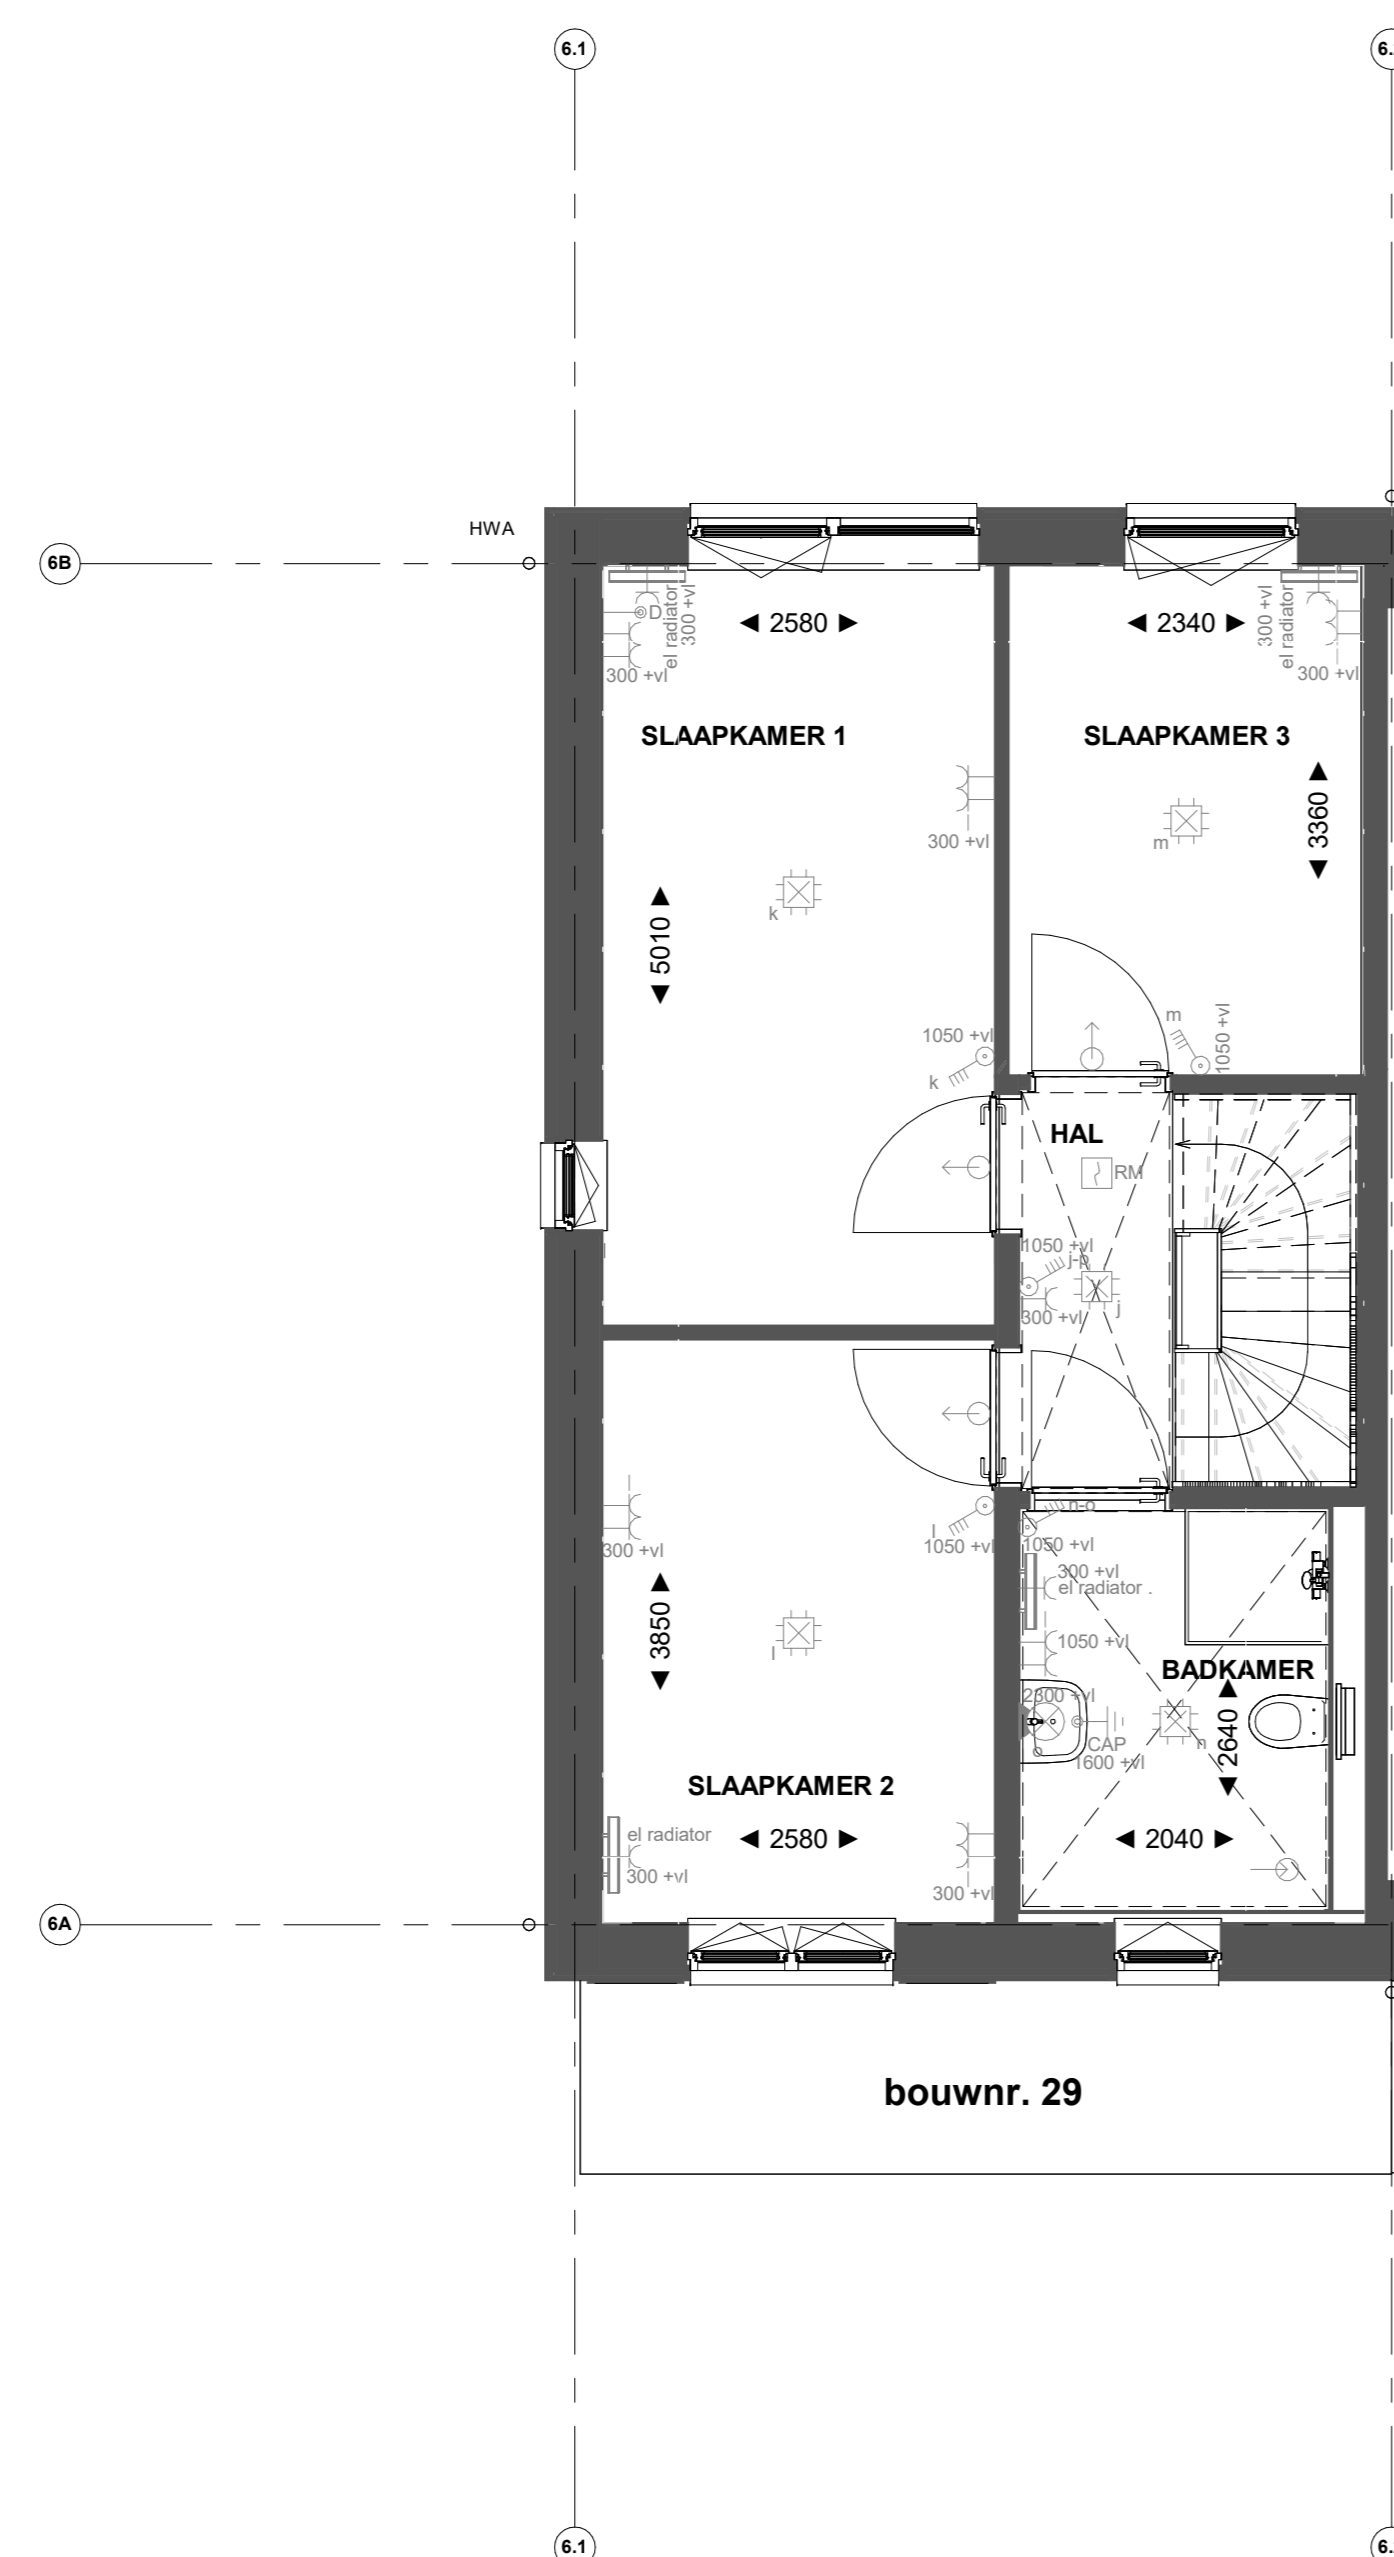 6.1
6.
HWA
6B
D
el radiator
300 +vl
300 +vl
2580
2340
300 +vl
el radiator
300 +vl
SLAAPKAMER 1
SLAAPKAMER 3
300 +vl
3360
m
k
5010
m
1050 +vl
1050 +vl
k
HAL
RM
1050 +vl
j-p
j
300 +vl
n-o
l
1050 +vl
1050 +vl
300 +vl
300 +vl
el radiator .
3850
l
1050 +vl
BADKAMER
2300 +vl
2640
n
CAP
1600 +vl
o
SLAAPKAMER 2
el radiator
2580
2040
300 +vl
300 +vl
6A
bouwnr. 29
6.1
6.